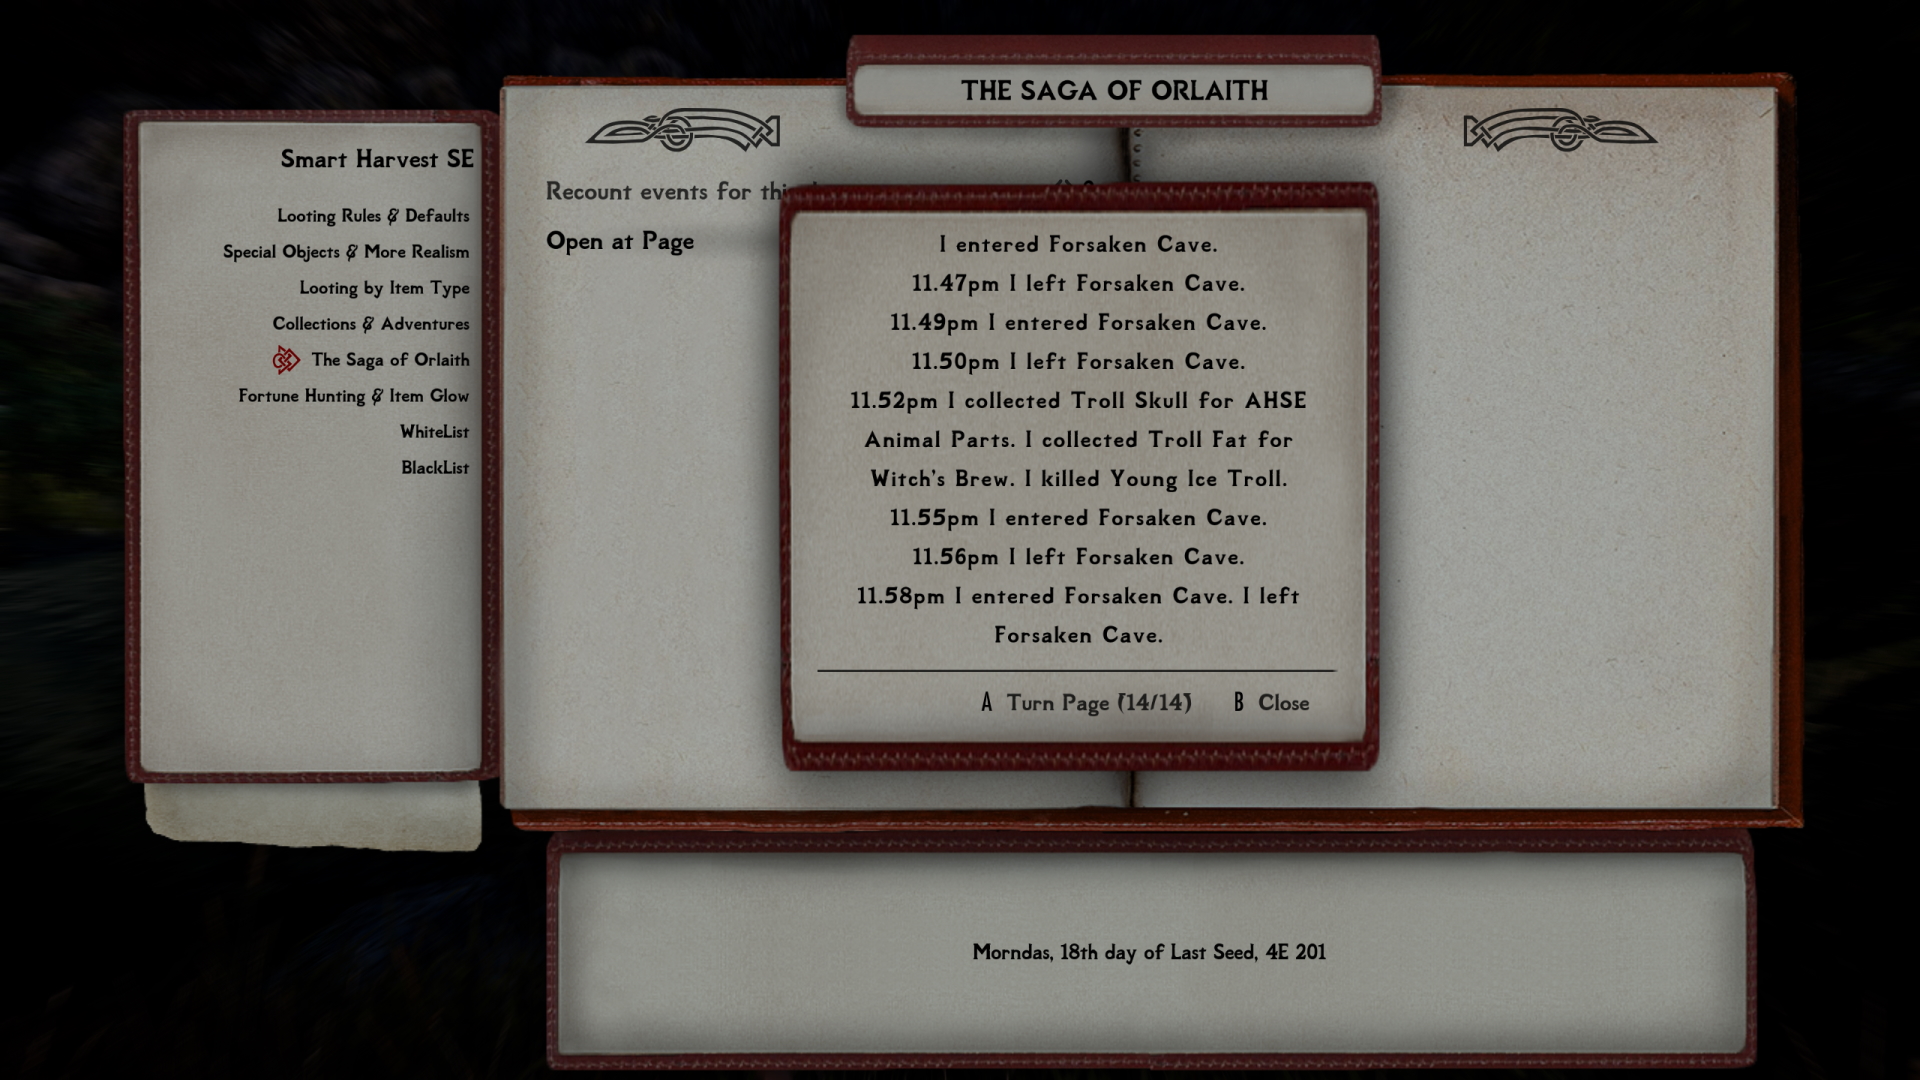 THE SAGA OF ORLAITH
Smart Harvest SE
Looting Rules & Defaults
Special Objects & More Realism
Looting by Item Type
Collections & Adventures
The Saga of Orlaith
Fortune Hunting & Item Glow
WhiteList
BlackList
Recount events for
Open at Page
I entered Forsaken Cave.
11.47pm I left Forsaken Cave.
11.49pm I entered Forsaken Cave.
11.50pm I left Forsaken Cave.
11.52pm I collected Troll Skull for AHSE
Animal Parts. I collected Troll Fat for
Witch's Brew. I killed Young Ice Troll.
11.55pm I entered Forsaken Cave.
11.56pm I left Forsaken Cave.
11.58pm I entered Forsaken Cave. I left
Forsaken Cave.
A Turn Page (14/14) B Close
Morndas, 18th day of Last Seed, 4E 201